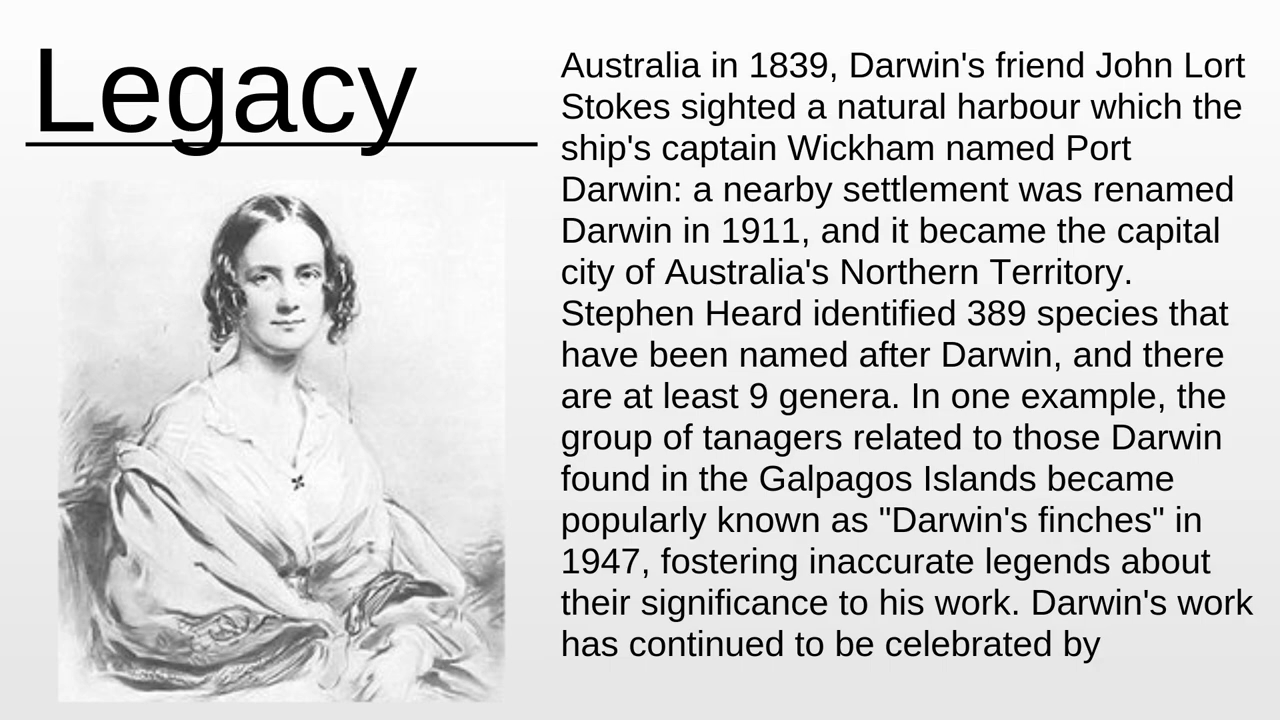 Legacy
Australia in 1839, Darwin's friend John Lort
Stokes sighted a natural harbour which the
ship's captain Wickham named Port
Darwin: a nearby settlement was renamed
Darwin in 1911, and it became the capital
city of Australia's Northern Territory.
Stephen Heard identified 389 species that
have been named after Darwin, and there
are at least 9 genera. In one example, the
group of tanagers related to those Darwin
found in the Galpagos Islands became
popularly known as "Darwin's finches" in
1947, fostering inaccurate legends about
their significance to his work. Darwin's work
has continued to be celebrated by